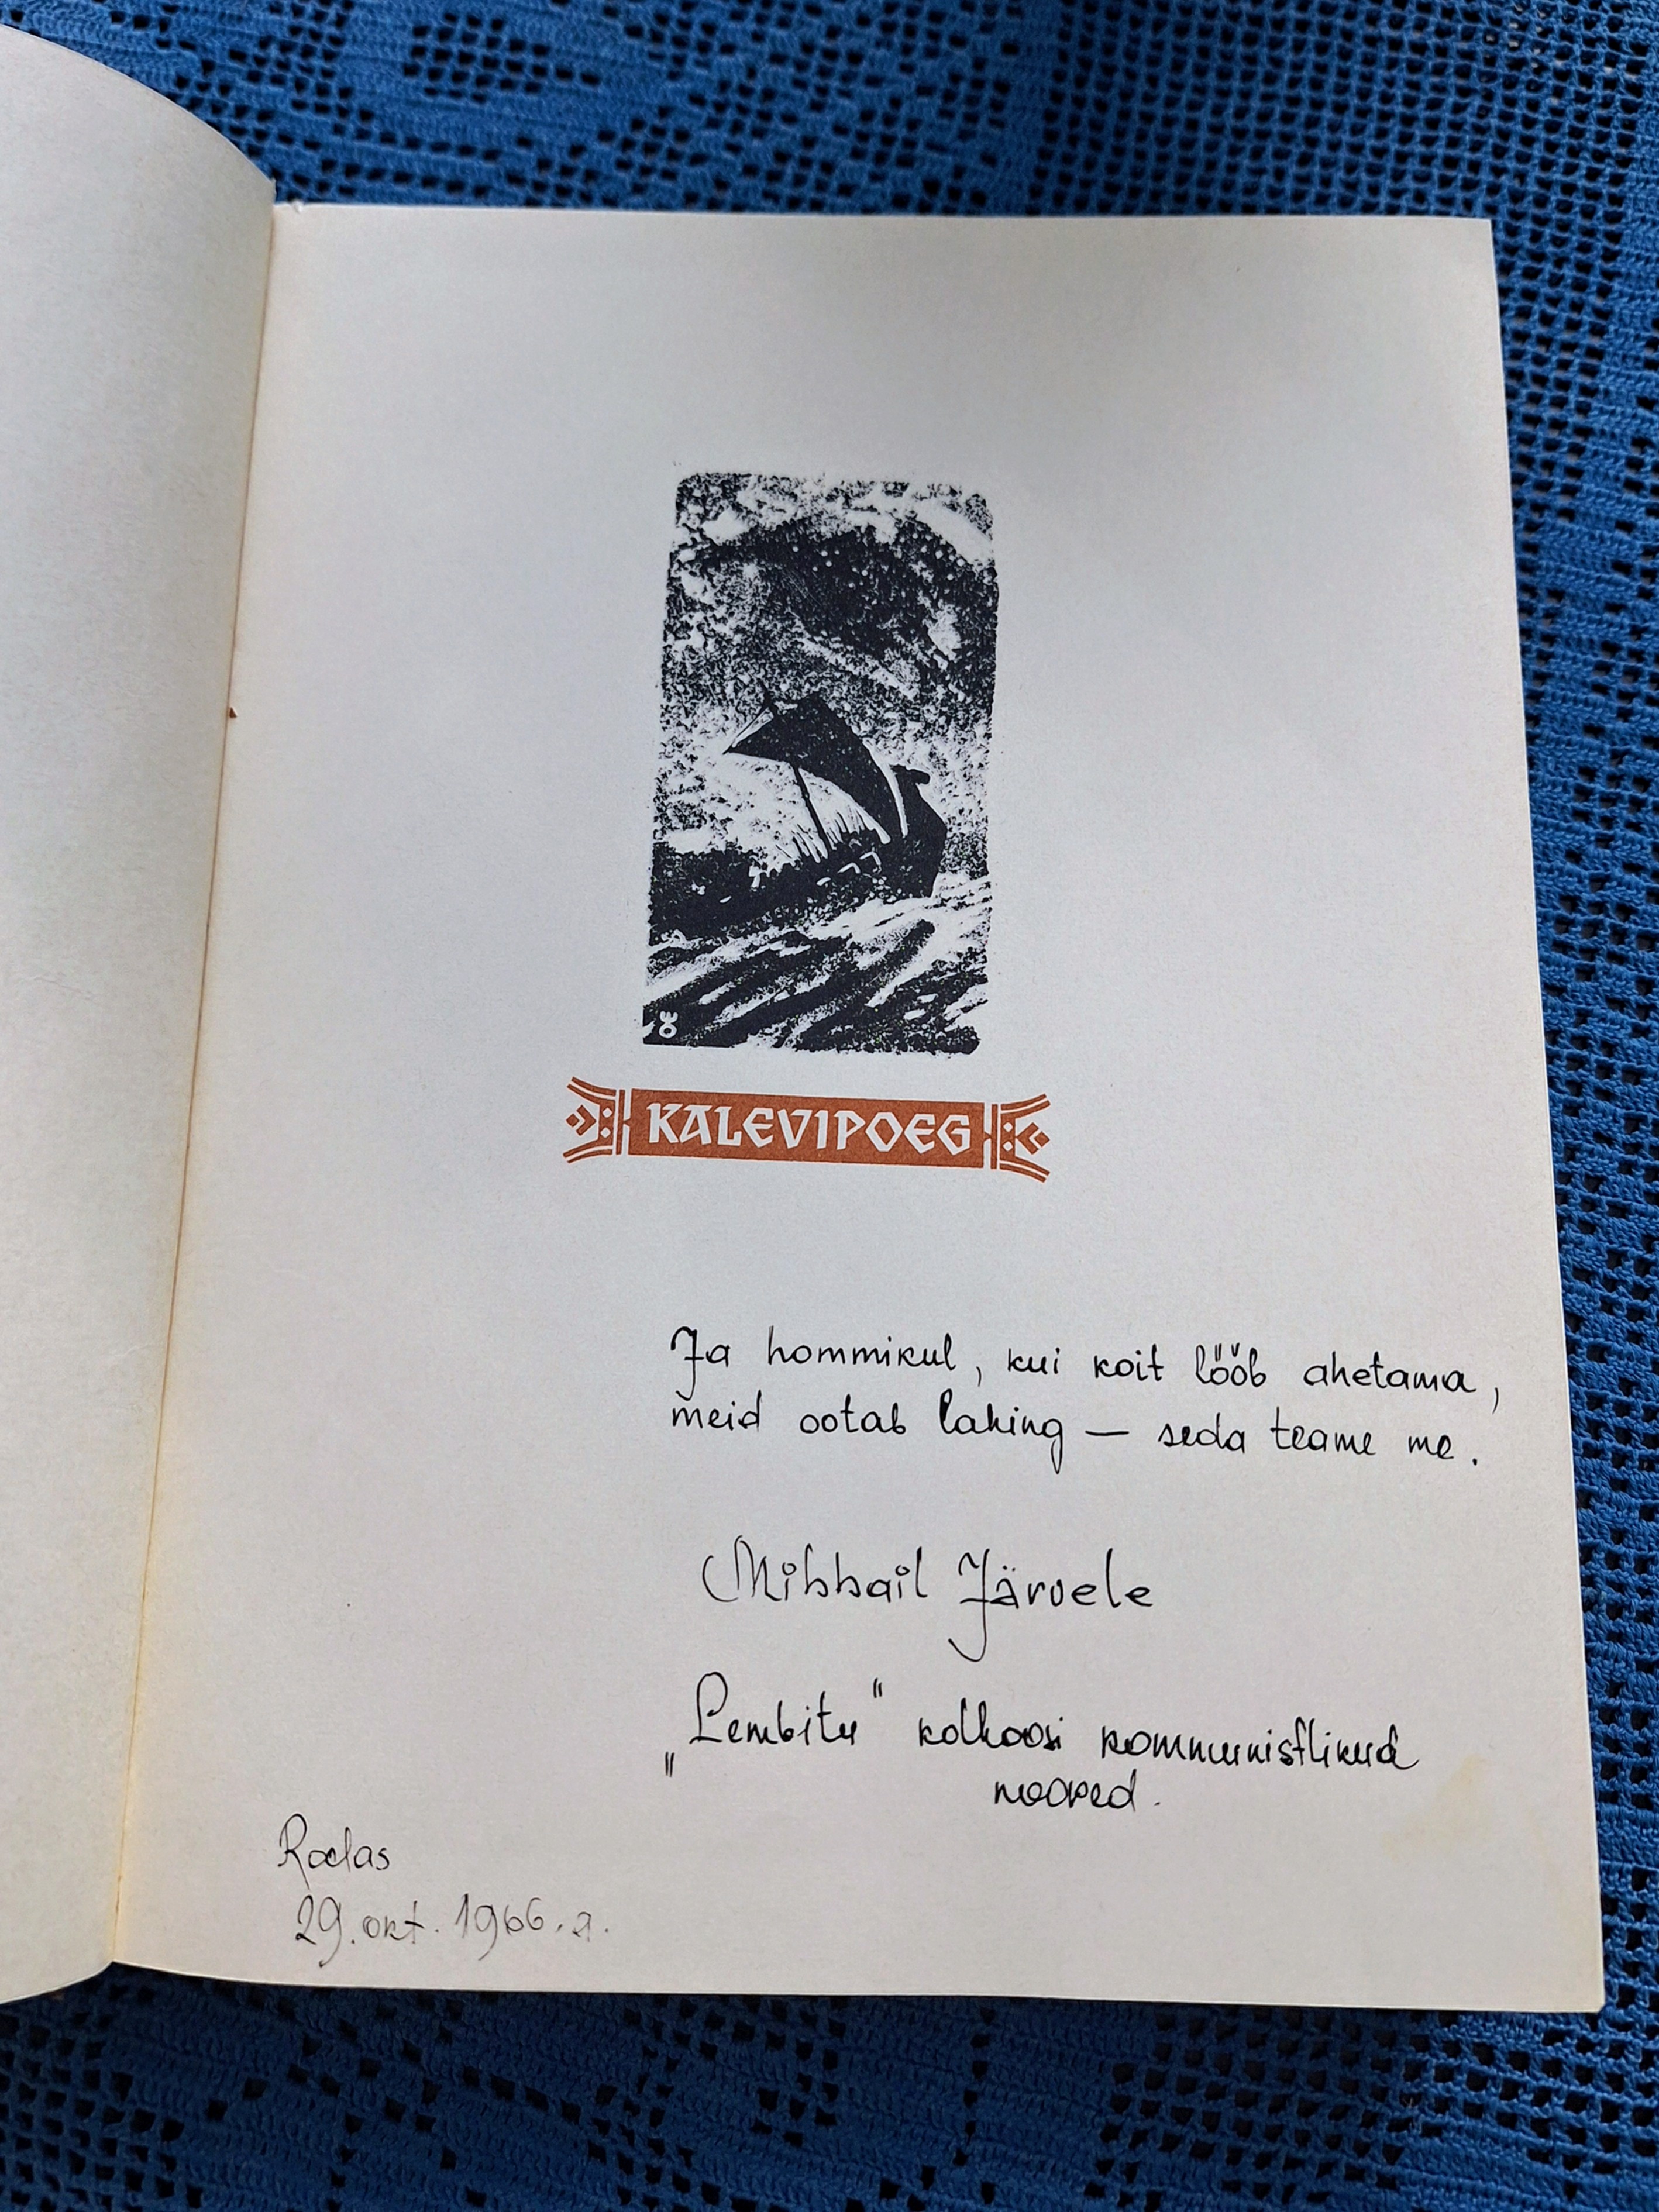 KALEVIPOEG
Ja hommikul, kui koit lööb ahetama,
meid ootab lahing — seda teame me.
Mihhail Järvele
„Lembitu" kolhoosi kommunistlikud
noored.
Raelas
29. okt. 1966. a.